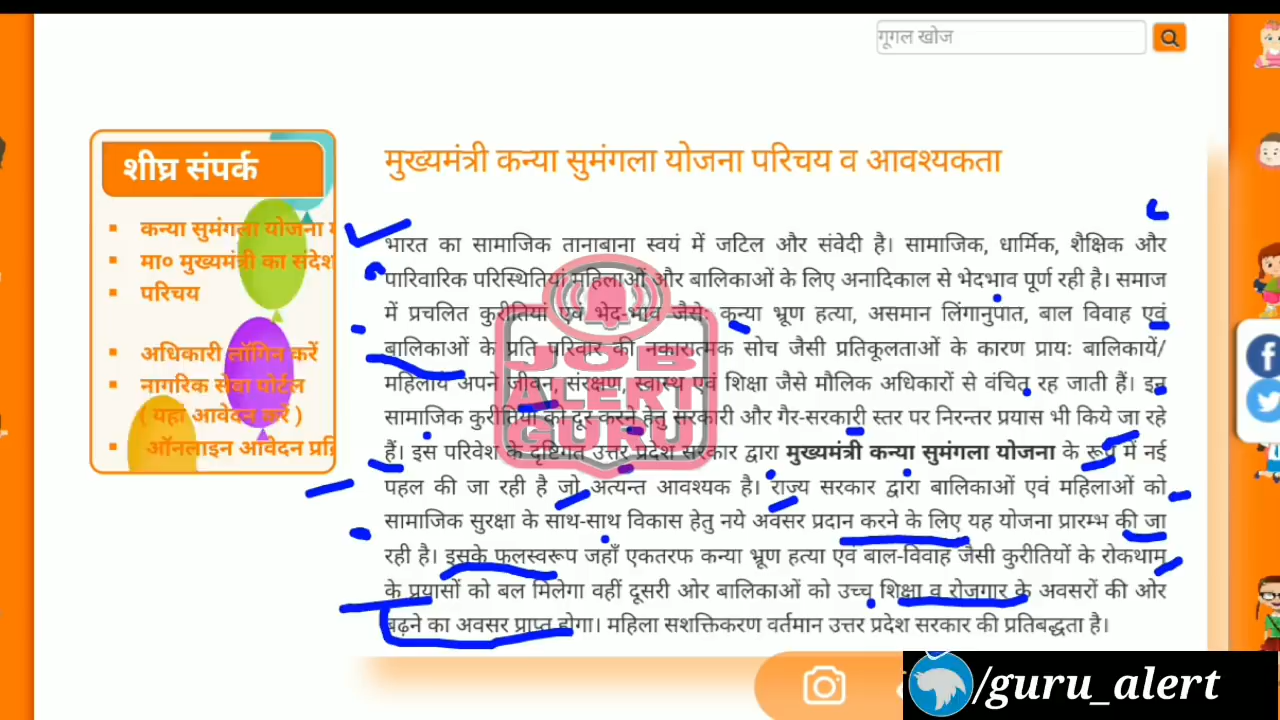 गूगल खोज
शीघ्र संपर्क
कन्या सुमंगला योजना
मा० मुख्यमंत्री का संदेश
परिचय
अधिकारी लॉगिन करें
नागरिक सेवा पोर्टल
( यहां आवेदन करें )
ऑनलाइन आवेदन
मुख्यमंत्री कन्या सुमंगला योजना परिचय व आवश्यकता
भारत का सामाजिक तानाबाना स्वयं में जटिल और संवेदी है। सामाजिक, धार्मिक, शैक्षिक और
पारिवारिक परिस्थितियां महिलाओं और बालिकाओं के लिए अनादिकाल से भेदभाव पूर्ण रही है। समाज
में प्रचलित कुरीतियां एवं भेद-भाव जैसे: कन्या भ्रूण हत्या, असमान लिंगानुपात, बाल विवाह एवं
बालिकाओं के प्रति परिवार की नकारात्मक सोच जैसी प्रतिकूलताओं के कारण प्रायः बालिकायें/
महिलायें अपने जीवन, संरक्षण, स्वास्थ एवं शिक्षा जैसे मौलिक अधिकारों से वंचित रह जाती हैं। इन
सामाजिक कुरीतियों को दूर करने हेतु सरकारी और गैर-सरकारी स्तर पर निरन्तर प्रयास भी किये जा रहे
हैं। इस परिवेश के दृष्टिगत उत्तर प्रदेश सरकार द्वारा मुख्यमंत्री कन्या सुमंगला योजना के रूप में नई
पहल की जा रही है जो अत्यन्त आवश्यक है। राज्य सरकार द्वारा बालिकाओं एवं महिलाओं को
सामाजिक सुरक्षा के साथ-साथ विकास हेतु नये अवसर प्रदान करने के लिए यह योजना प्रारम्भ की जा
रही है। इसके फलस्वरूप जहाँ एकतरफ कन्या भ्रूण हत्या एवं बाल-विवाह जैसी कुरीतियों के रोकथाम
के प्रयासों को बल मिलेगा वहीं दूसरी ओर बालिकाओं को उच्च शिक्षा व रोजगार के अवसरों की ओर
बढ़ने का अवसर प्राप्त होगा। महिला सशक्तिकरण वर्तमान उत्तर प्रदेश सरकार की प्रतिबद्धता है।
JOB
ALERT
GURU
/guru_alert